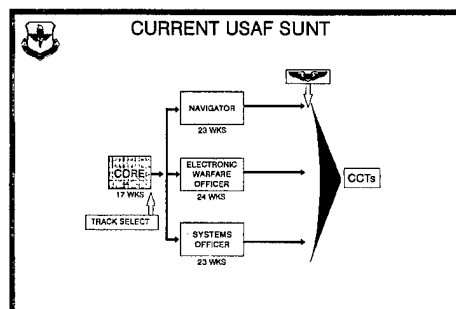 CURRENT USAF SUNT
NAVIGATOR
23 WKS
CORE
17 WKS
TRACK SELECT
ELECTRONIC
WARFARE
OFFICER
24 WKS
SYSTEMS
OFFICER
23 WKS
CCTs